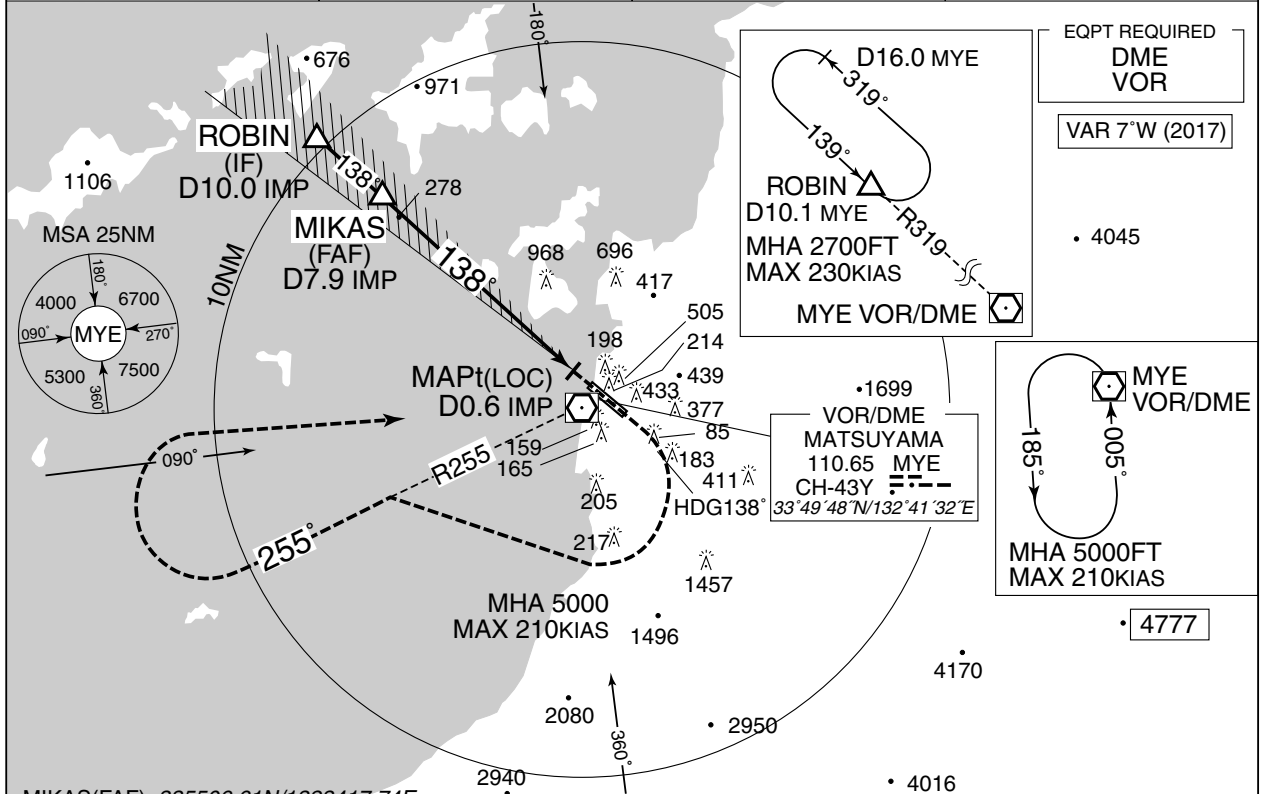 180°
676
971
ROBIN
(IF)
D10.0 IMP
138°
1106
278
MIKAS
(FAF)
D7.9 IMP
138°
10NM
MSA 25NM
180°
4000
6700
090°
MYE
270°
5300
7500
360°
968
696
417
505
214
198
439
433
377
MAPt(LOC)
D0.6 IMP
159
165
85
183
411
HDG138°
205
217
1457
R255
090°
255°
MHA 5000
MAX 210KIAS
1496
2080
2950
360°
2940
4016
4170
4777
1699
4045
VOR/DME
MATSUYAMA
110.65 MYE
CH-43Y
33°49´48˝N/132°41´32˝E
D16.0 MYE
319°
139°
ROBIN
D10.1 MYE
R319
MHA 2700FT
MAX 230KIAS
MYE VOR/DME
EQPT REQUIRED
DME
VOR
VAR 7°W (2017)
MYE
VOR/DME
185°
005°
MHA 5000FT
MAX 210KIAS
MIKAS(FAF)